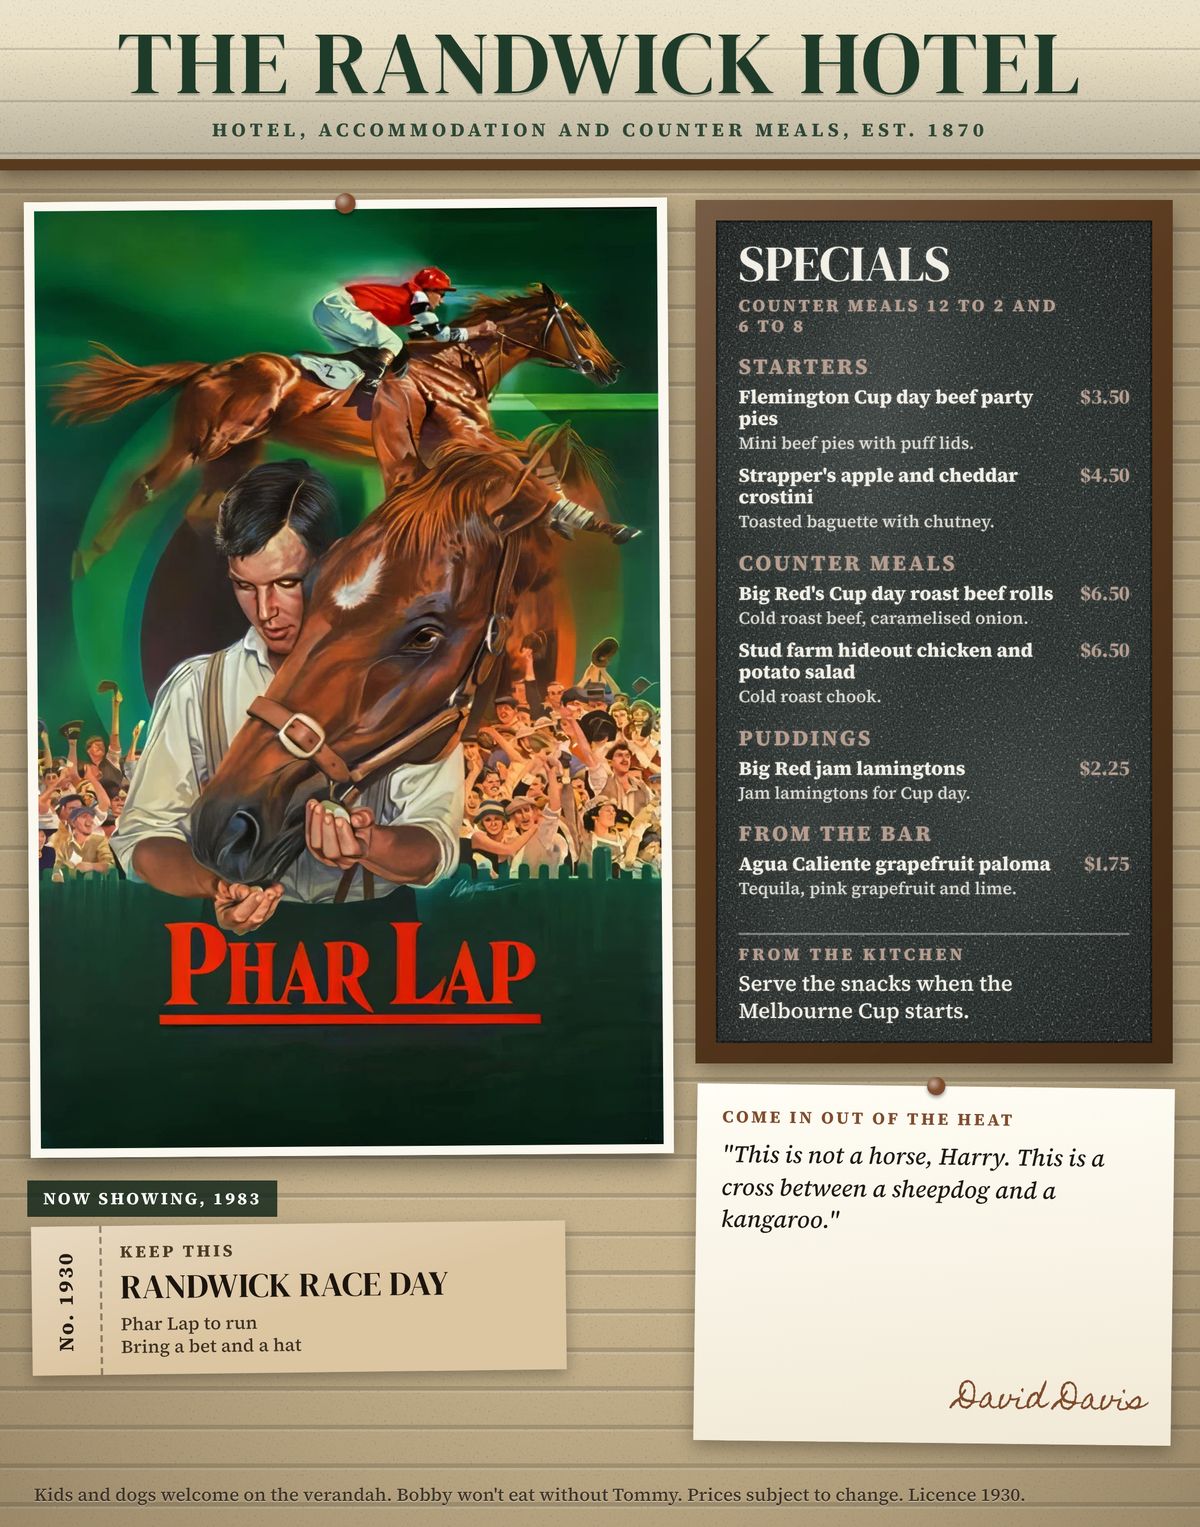 THE RANDWICK HOTEL
HOTEL, ACCOMMODATION AND COUNTER MEALS, EST. 1870
2
PHAR LAP
NOW SHOWING, 1983
No. 1930
KEEP THIS
RANDWICK RACE DAY
Phar Lap to run
Bring a bet and a hat
SPECIALS
COUNTER MEALS 12 TO 2 AND
6 TO 8
STARTERS
Flemington Cup day beef party $3.50
pies
Mini beef pies with puff lids.
Strapper's apple and cheddar $4.50
crostini
Toasted baguette with chutney.
COUNTER MEALS
Big Red's Cup day roast beef rolls $6.50
Cold roast beef, caramelised onion.
Stud farm hideout chicken and $6.50
potato salad
Cold roast chook.
PUDDINGS
Big Red jam lamingtons $2.25
Jam lamingtons for Cup day.
FROM THE BAR
Agua Caliente grapefruit paloma $1.75
Tequila, pink grapefruit and lime.
FROM THE KITCHEN
Serve the snacks when the
Melbourne Cup starts.
COME IN OUT OF THE HEAT
"This is not a horse, Harry. This is a
cross between a sheepdog and a
kangaroo."
David Davis
Kids and dogs welcome on the verandah. Bobby won't eat without Tommy. Prices subject to change. Licence 1930.